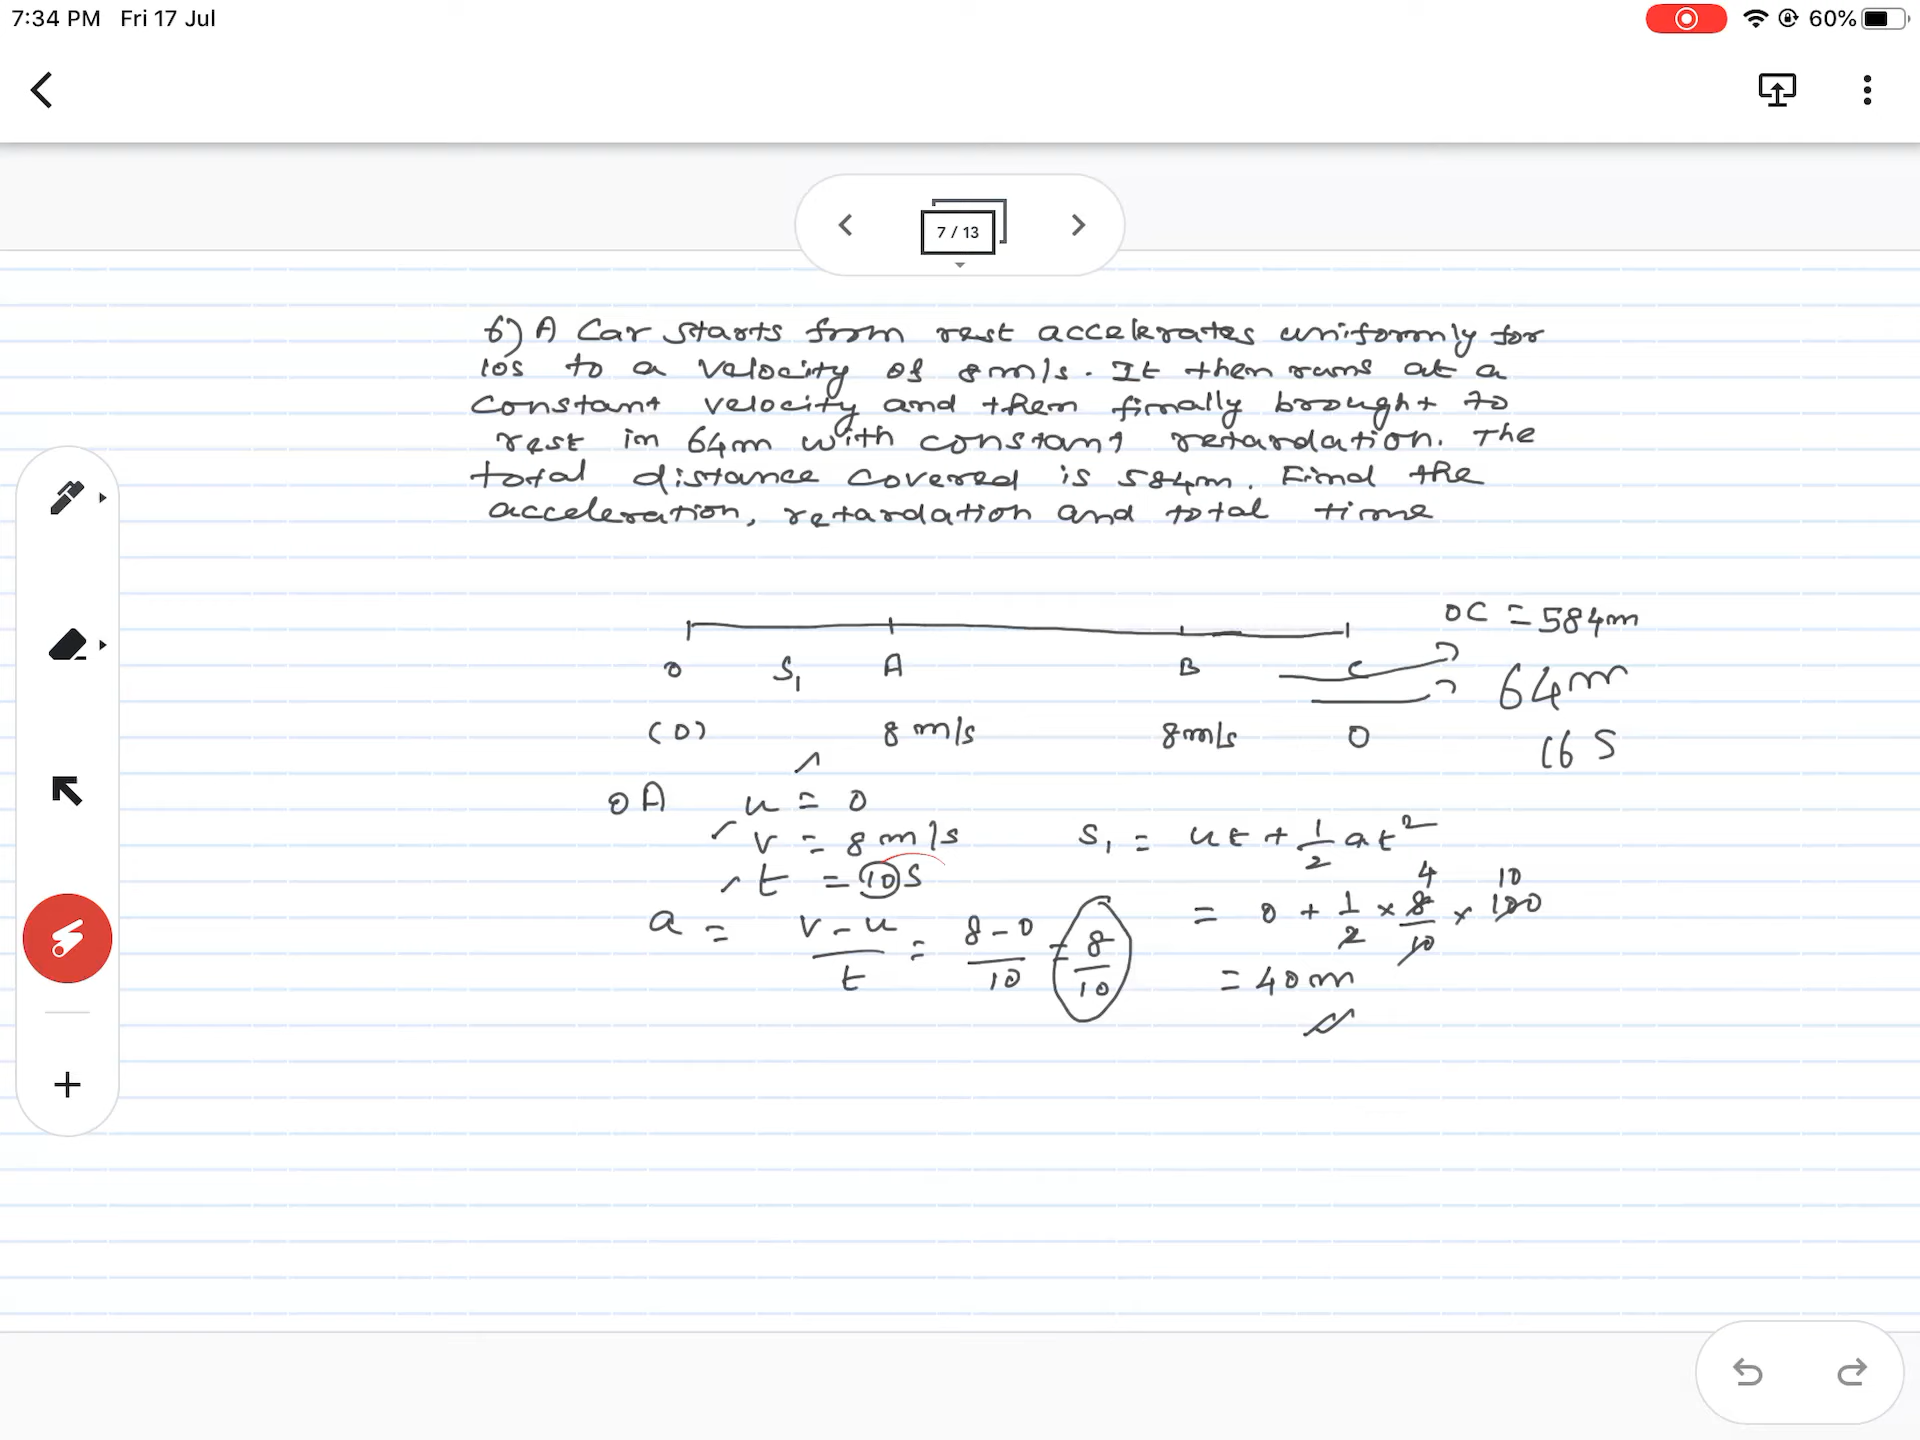 7:34 PM Fri 17 Jul
60%
7 / 13
6) A Car starts from rest accelerates uniformly for
10s to a velocity of 8m/s. It then runs at a
constant velocity and then finally brought to
rest in 64m with constant retardation. The
total distance covered is 584m. Find the
acceleration, retardation and total time
OC = 584m
O S₁ A B C
64m
(0) 8 m/s 8m/s 0
16 S
OA u = 0
v = 8m/s S₁ = ut + 1/2 at²
t = 10S
4 10
a = v - u / t = 8 - 0 / 10 = 8/10
= 0 + 1/2 × 8/10 × 100
= 40m